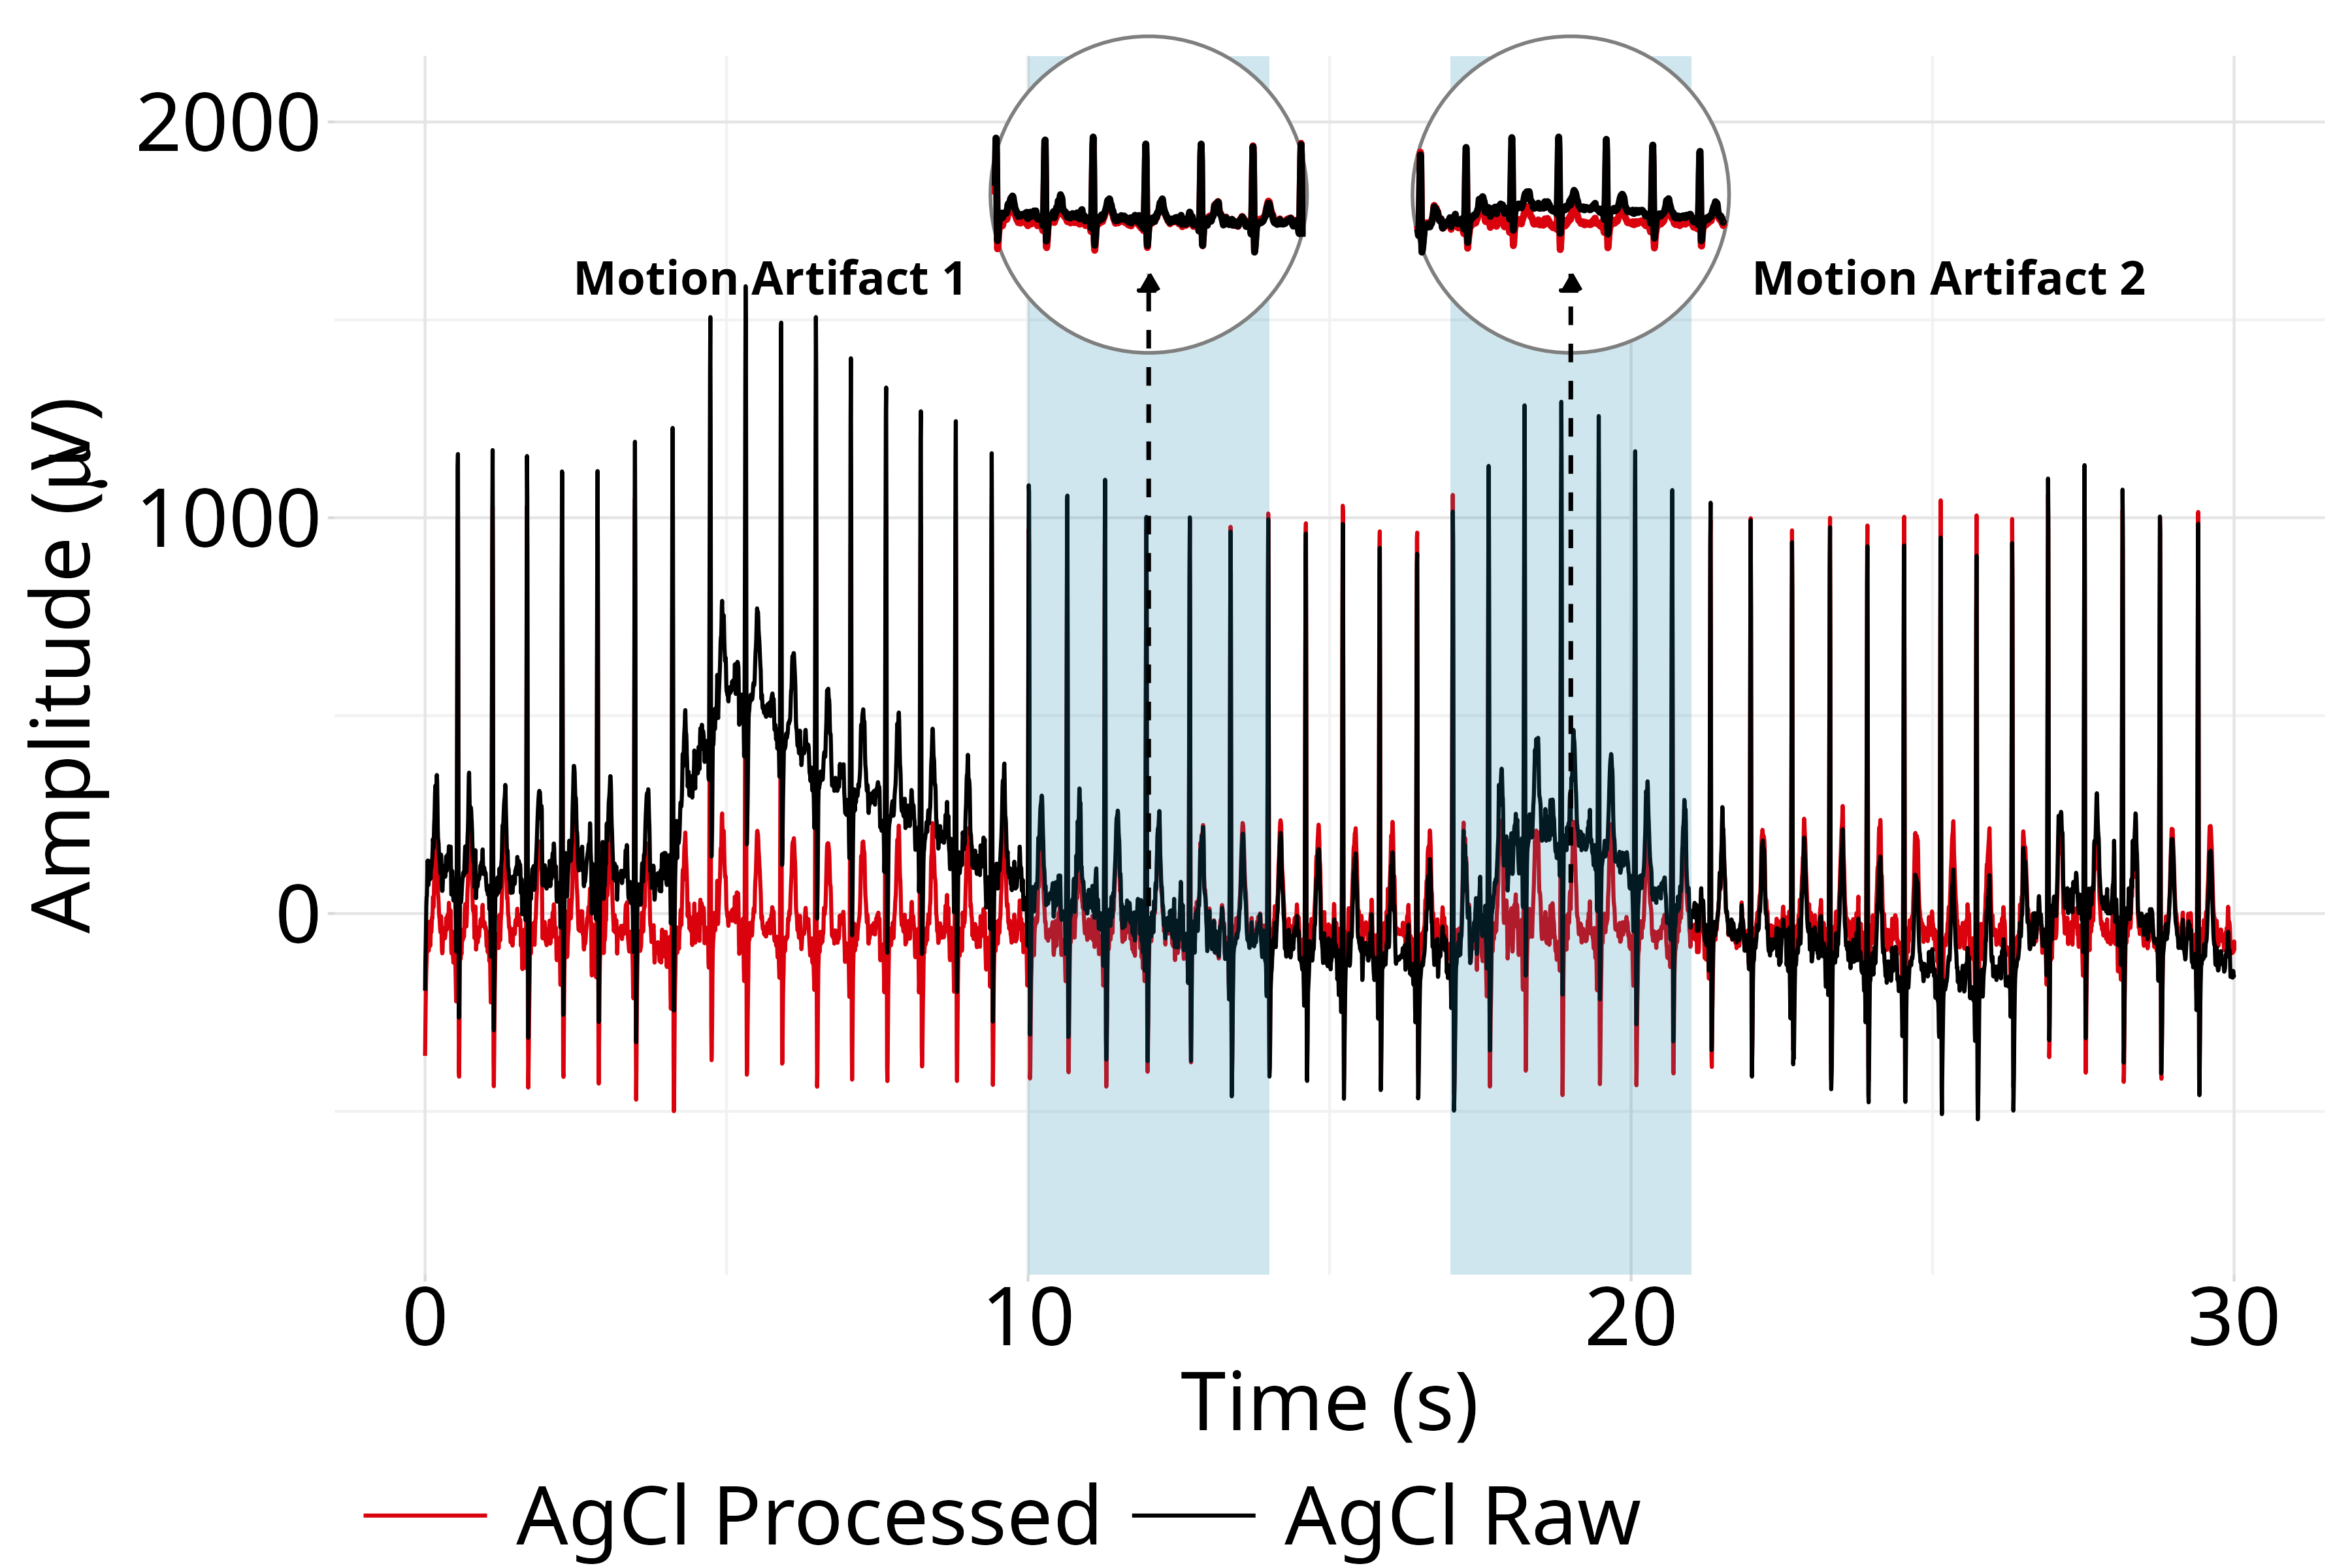 2000
1000
0
Amplitude (µW)
Motion Artifact 1
Motion Artifact 2
0
10
20
30
Time (s)
AgCl Processed
AgCl Raw